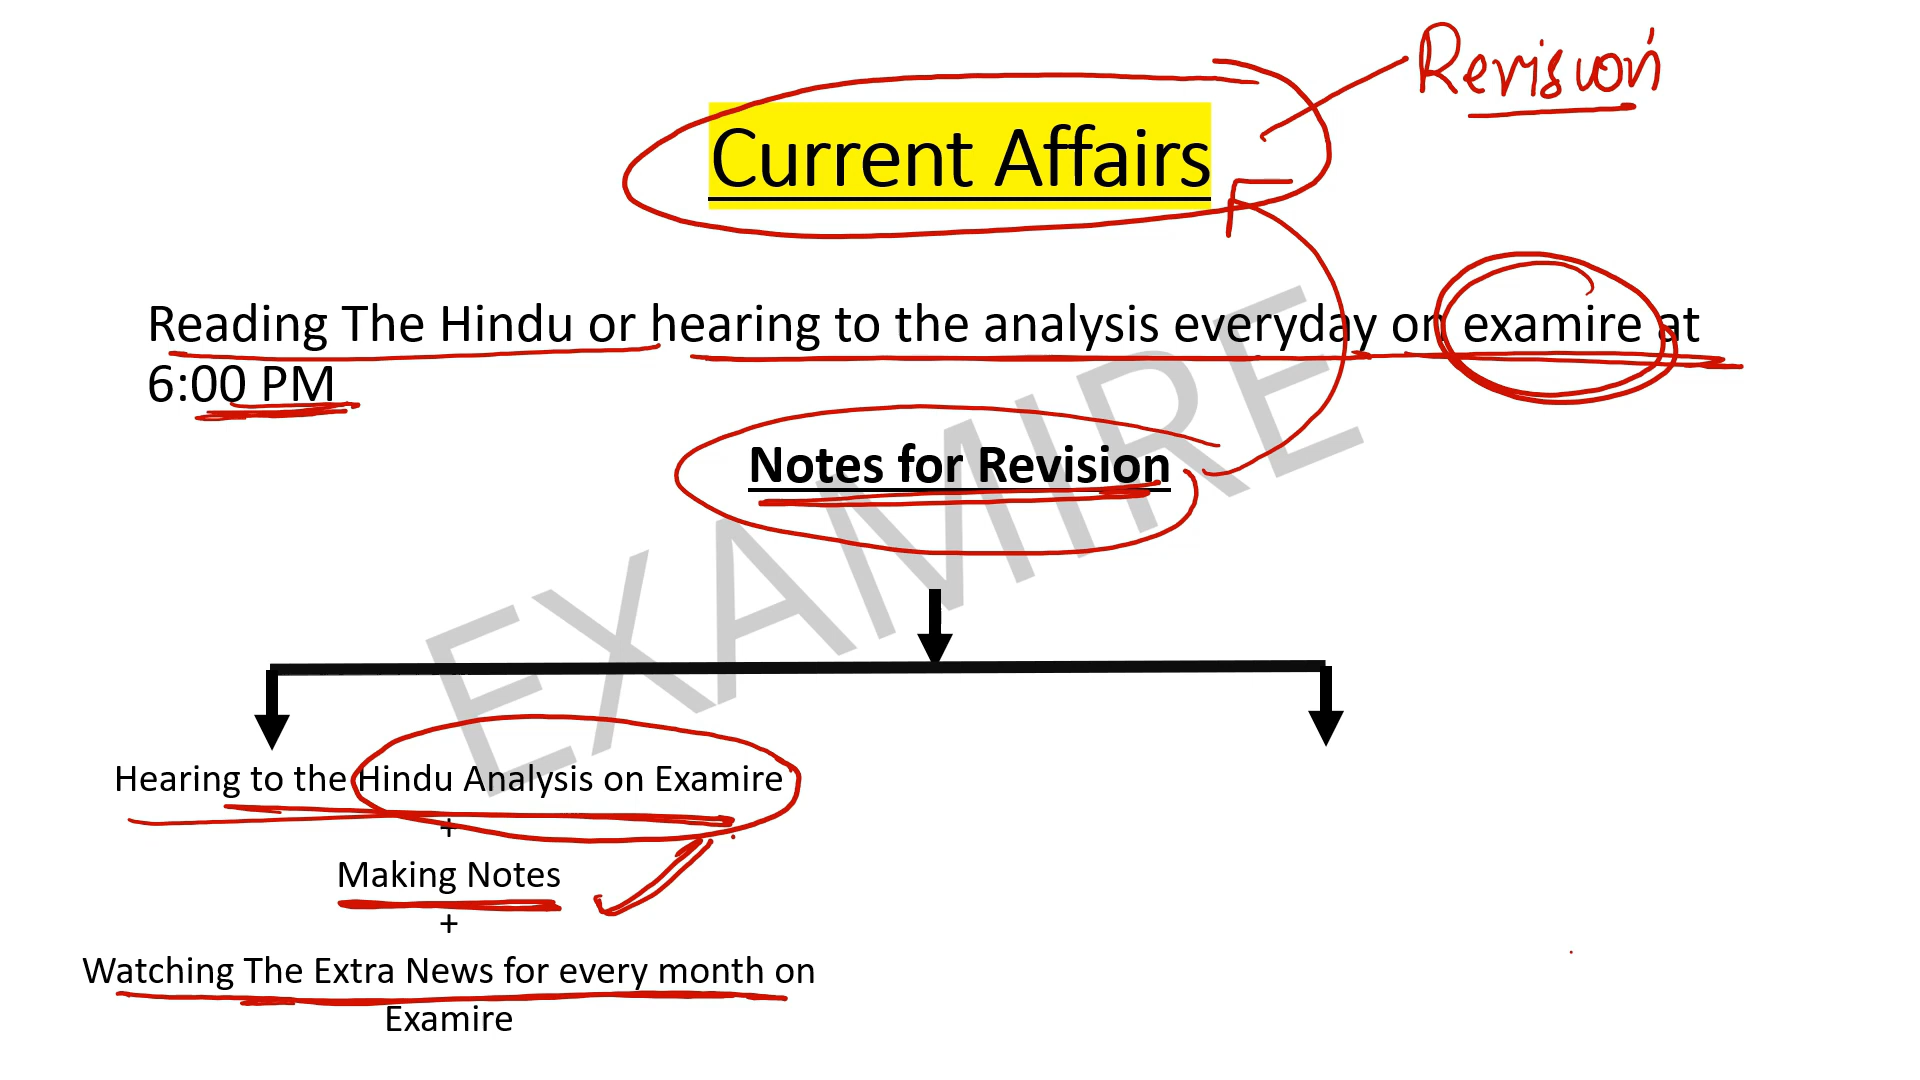 Revision
Current Affairs
Reading The Hindu or hearing to the analysis everyday on examire at
6:00 PM
Notes for Revision
EXAMIRE
Hearing to the Hindu Analysis on Examire
+
Making Notes
+
Watching The Extra News for every month on
Examire